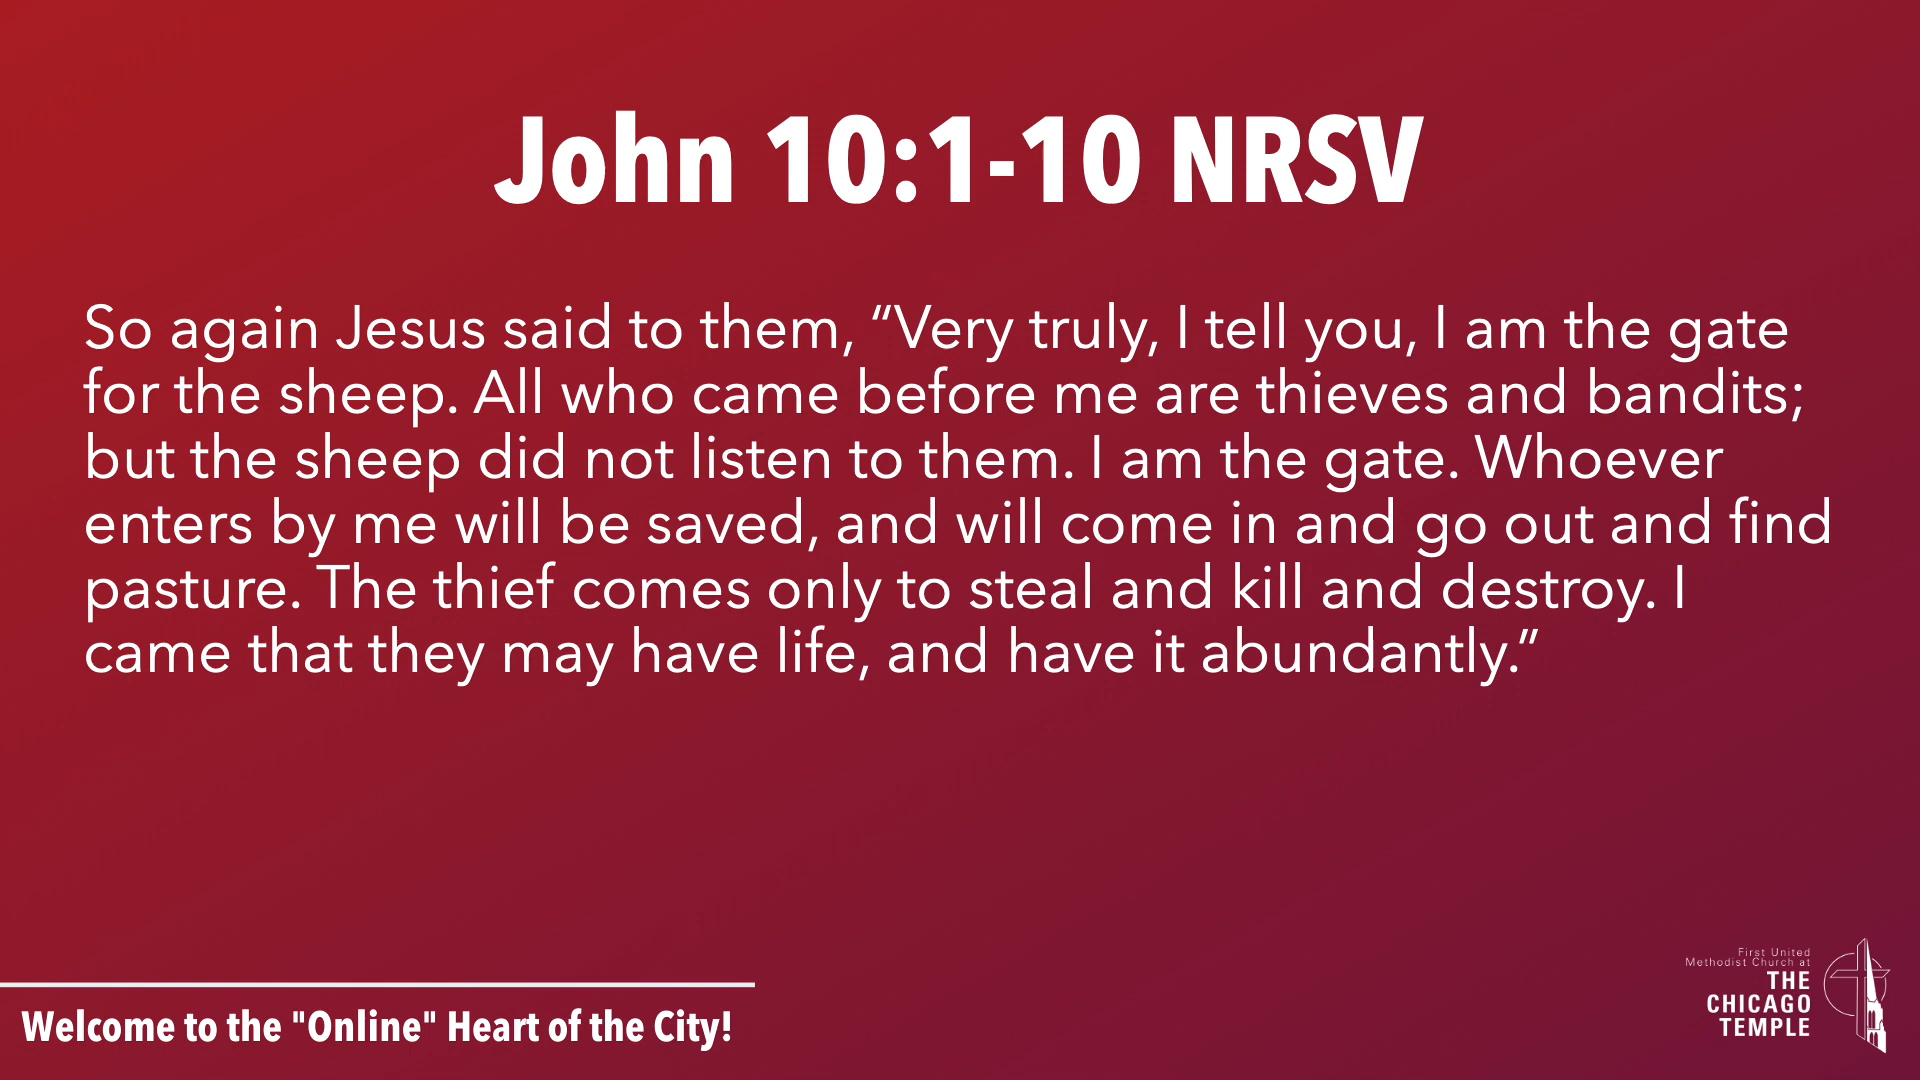 John 10:1-10 NRSV
So again Jesus said to them, “Very truly, I tell you, I am the gate
for the sheep. All who came before me are thieves and bandits;
but the sheep did not listen to them. I am the gate. Whoever
enters by me will be saved, and will come in and go out and find
pasture. The thief comes only to steal and kill and destroy. I
came that they may have life, and have it abundantly.”
Welcome to the "Online" Heart of the City!
First United
Methodist Church at
THE
CHICAGO
TEMPLE